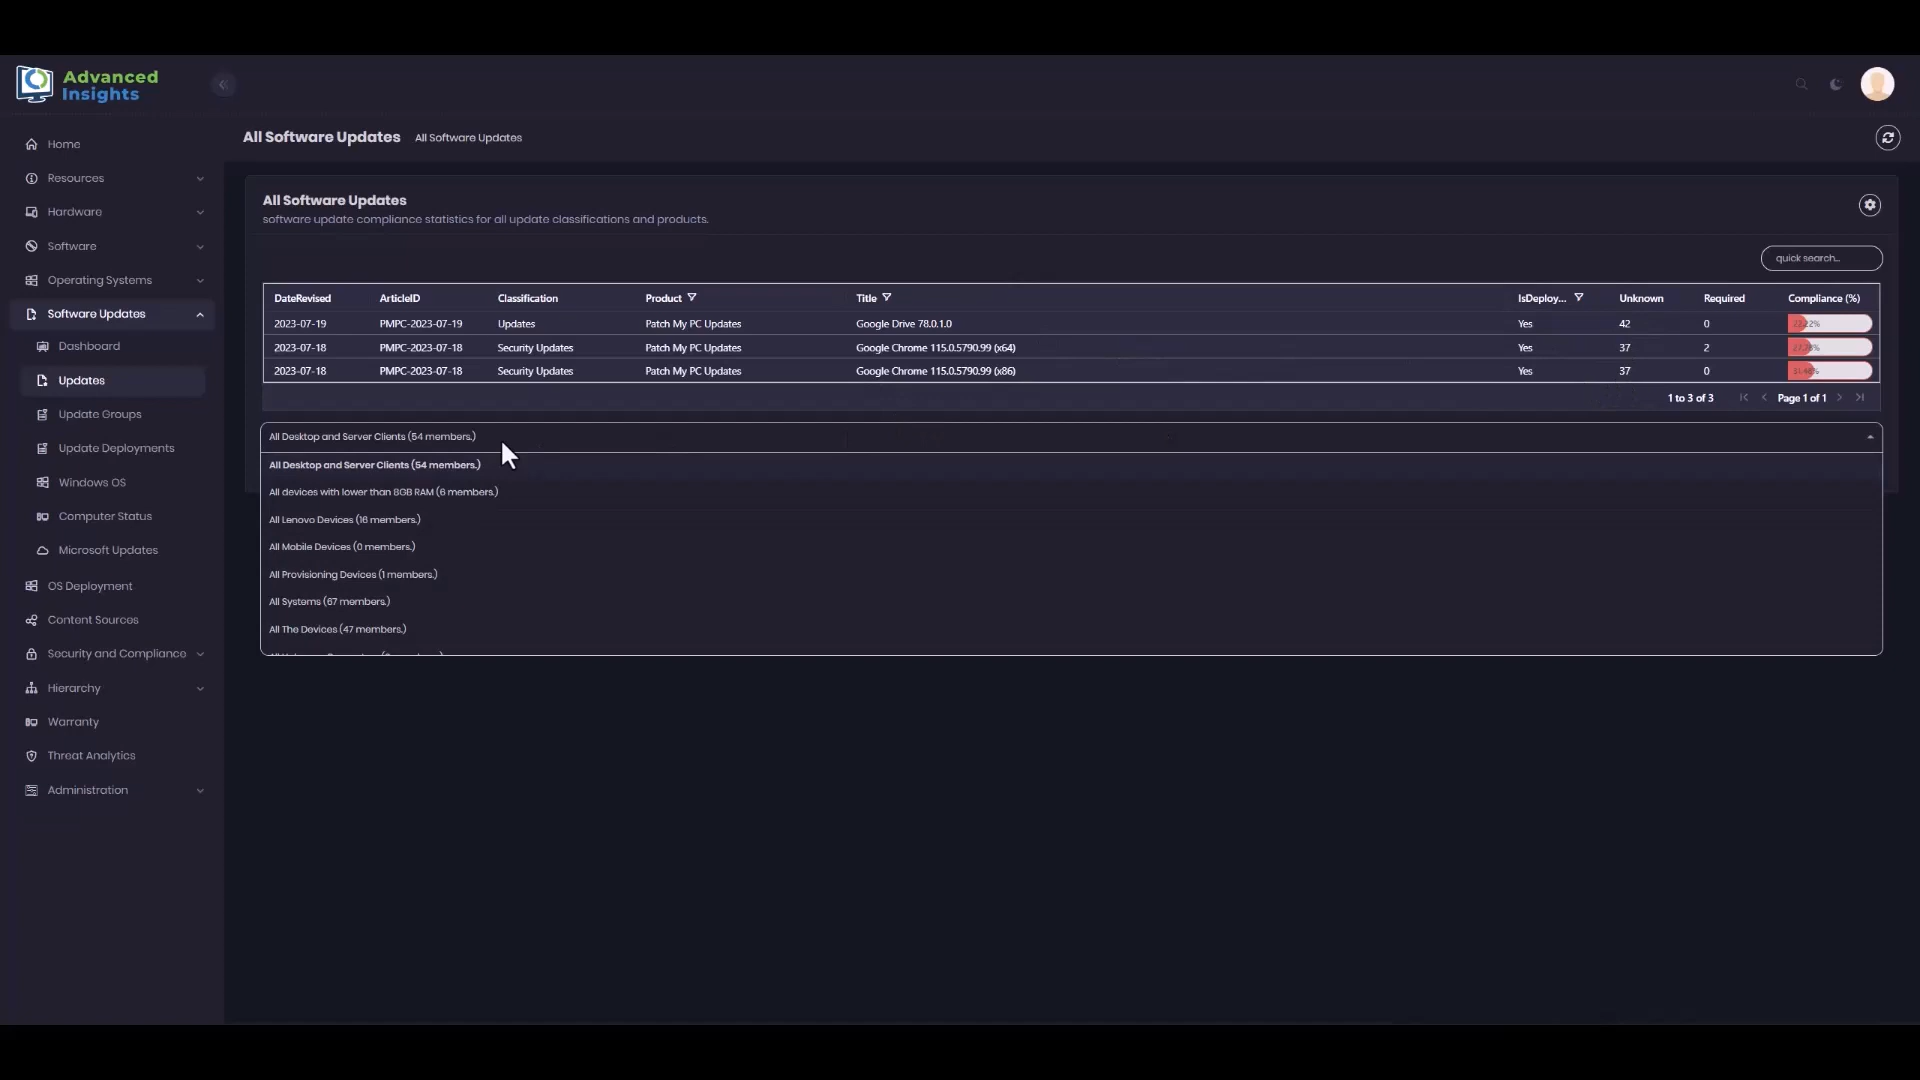 Advanced
Insights
Home
Resources
Hardware
Software
Operating Systems
Software Updates
Dashboard
Updates
Update Groups
Update Deployments
Windows OS
Computer Status
Microsoft Updates
OS Deployment
Content Sources
Security and Compliance
Hierarchy
Warranty
Threat Analytics
Administration
All Software Updates All Software Updates
All Software Updates
software update compliance statistics for all update classifications and products.
quick search...
DateRevised ArticleID Classification Product Title IsDeploy... Unknown Required Compliance (%)
2023-07-19 PMPC-2023-07-19 Updates Patch My PC Updates Google Drive 78.0.1.0 Yes 42 0
2023-07-18 PMPC-2023-07-18 Security Updates Patch My PC Updates Google Chrome 115.0.5790.99 (x64) Yes 37 2
2023-07-18 PMPC-2023-07-18 Security Updates Patch My PC Updates Google Chrome 115.0.5790.99 (x86) Yes 37 0
1 to 3 of 3 Page 1 of 1
All Desktop and Server Clients (54 members.)
All Desktop and Server Clients (54 members.)
All devices with lower than 8GB RAM (6 members.)
All Lenovo Devices (16 members.)
All Mobile Devices (0 members.)
All Provisioning Devices (1 members.)
All Systems (67 members.)
All The Devices (47 members.)